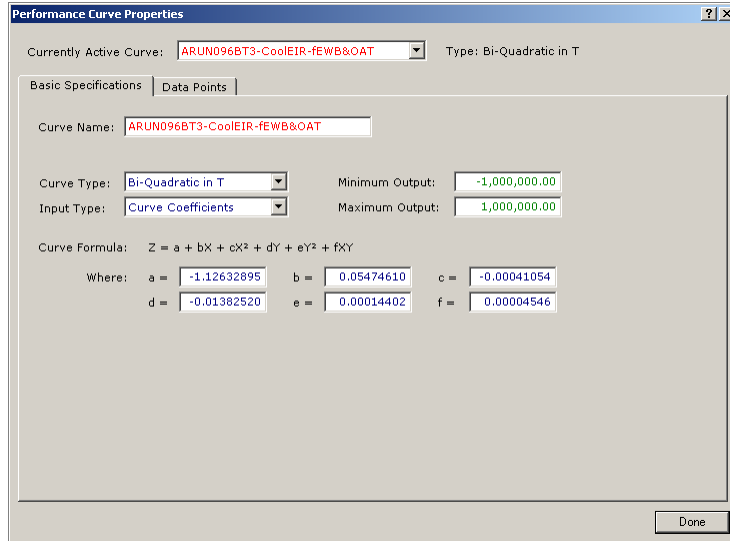 Performance Curve Properties
Currently Active Curve: ARUN096BT3-CoolEIR-fEWB&OAT Type: Bi-Quadratic in T
Basic Specifications Data Points
Curve Name: ARUN096BT3-CoolEIR-fEWB&OAT
Curve Type: Bi-Quadratic in T Minimum Output: -1,000,000.00
Input Type: Curve Coefficients Maximum Output: 1,000,000.00
Curve Formula: Z = a + bX + cX² + dY + eY² + fXY
Where: a = -1.12632895 b = 0.05474610 c = -0.00041054
d = -0.01382520 e = 0.00014402 f = 0.00004546
Done